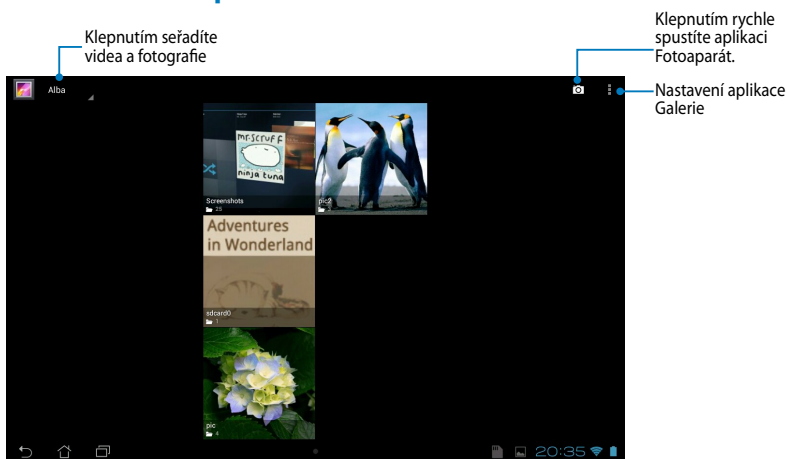 Klepnutím seřadíte
videa a fotografie
Klepnutím rychle
spustíte aplikaci
Fotoaparát.
Nastavení aplikace
Galerie
Alba
mr.scruff
ninja tuna
Screenshots
25
pic2
2
Adventures
in Wonderland
sdcard0
1
pic
4
20:35